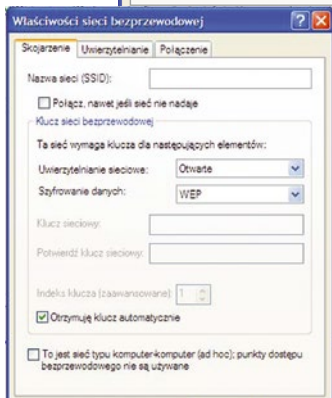 Właściwości sieci bezprzewodowej
Skojarzenie Uwierzytelnianie Połączenie
Nazwa sieci (SSID):
Połącz, nawet jeśli sieć nie nadaje
Klucz sieci bezprzewodowej
Ta sieć wymaga klucza dla następujących elementów:
Uwierzytelnianie sieciowe: Otwarte
Szyfrowanie danych: WEP
Klucz sieciowy:
Potwierdź klucz sieciowy:
Indeks klucza (zaawansowane): 1
Otrzymuję klucz automatycznie
To jest sieć typu komputer-komputer (ad hoc); punkty dostępu
bezprzewodowego nie są używane